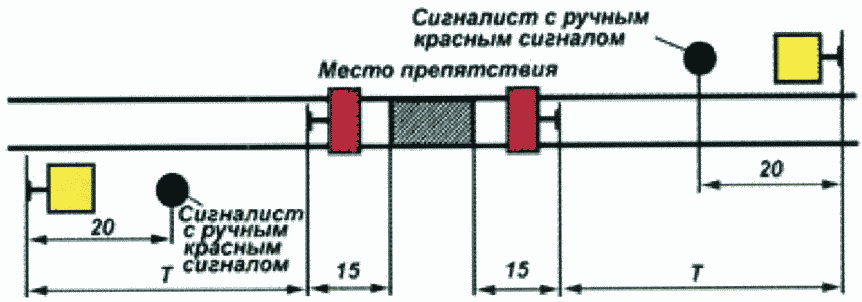 Сигналист с ручным
красным сигналом
Место препятствия
20
Сигналист
с ручным
красным
сигналом
20
15
15
Т
Т